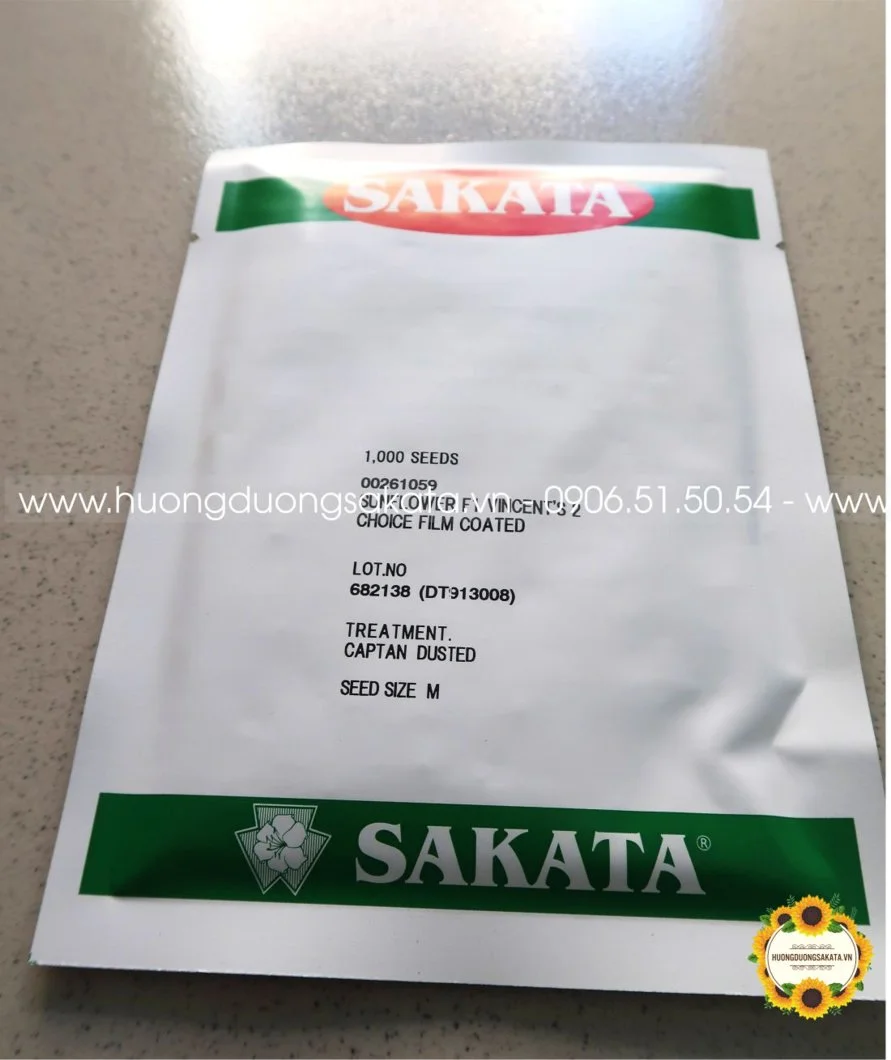 SAKATA
1,000 SEEDS
00261059
www.huongduongsakata.vn - 0906.51.50.54 - www
SUNFLOWER F1 VINCENT'S 2
CHOICE FILM COATED
LOT.NO
682138 (DT913008)
TREATMENT.
CAPTAN DUSTED
SEED SIZE M
SAKATA®
HUONGDUONGSAKATA.VN